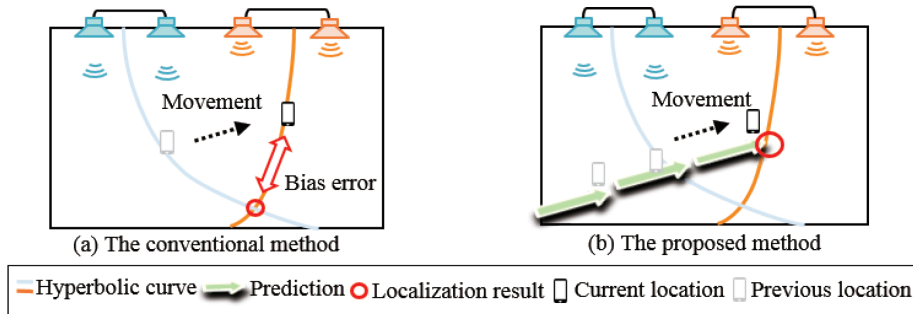 Movement
Bias error
(a) The conventional method
Movement
(b) The proposed method
Hyperbolic curve Prediction Localization result Current location Previous location